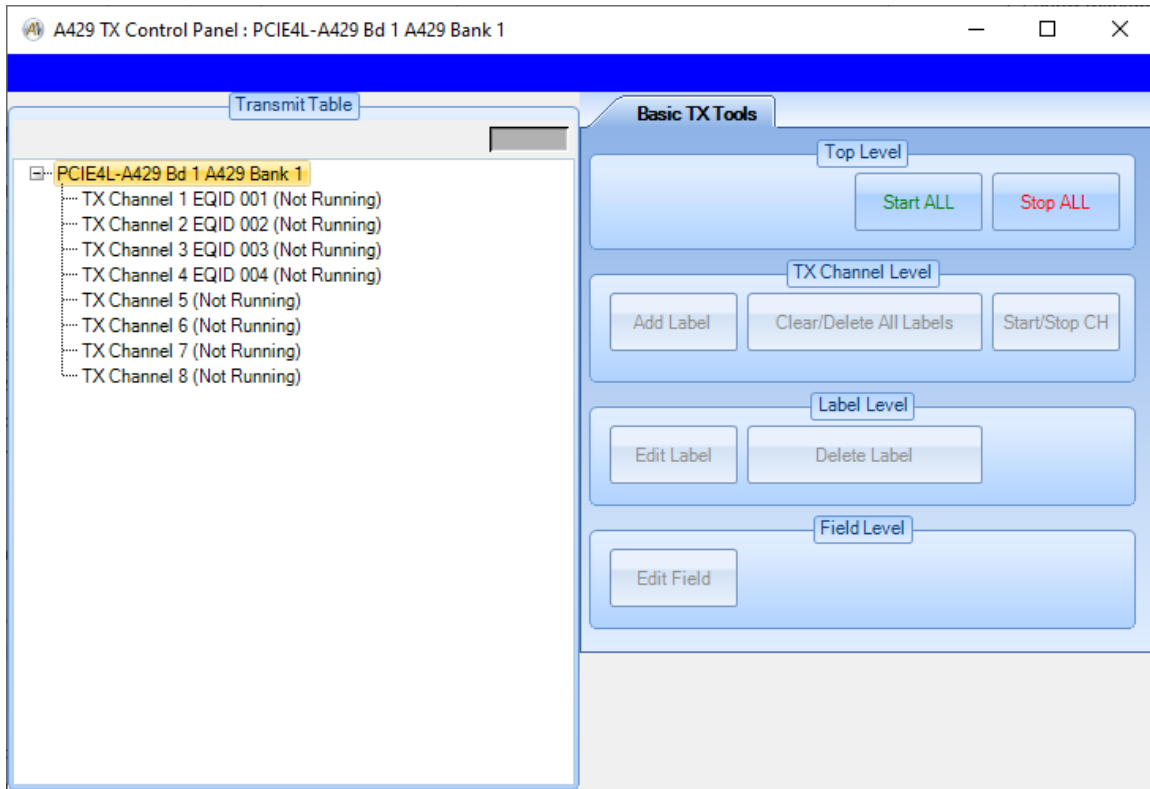 A429 TX Control Panel : PCIE4L-A429 Bd 1 A429 Bank 1
Transmit Table
PCIE4L-A429 Bd 1 A429 Bank 1
TX Channel 1 EQID 001 (Not Running)
TX Channel 2 EQID 002 (Not Running)
TX Channel 3 EQID 003 (Not Running)
TX Channel 4 EQID 004 (Not Running)
TX Channel 5 (Not Running)
TX Channel 6 (Not Running)
TX Channel 7 (Not Running)
TX Channel 8 (Not Running)
Basic TX Tools
Top Level
Start ALL Stop ALL
TX Channel Level
Add Label Clear/Delete All Labels Start/Stop CH
Label Level
Edit Label Delete Label
Field Level
Edit Field